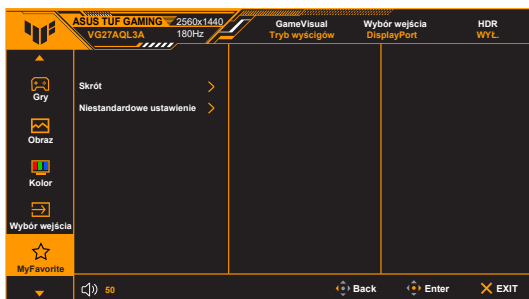 ASUS TUF GAMING 2560x1440
VG27AQL3A 180Hz
GameVisual
Tryb wyścigów
Wybór wejścia
DisplayPort
HDR
WYŁ.
Gry
Obraz
Kolor
Wybór wejścia
MyFavorite
Skrót
Niestandardowe ustawienie
50
Back
Enter
EXIT